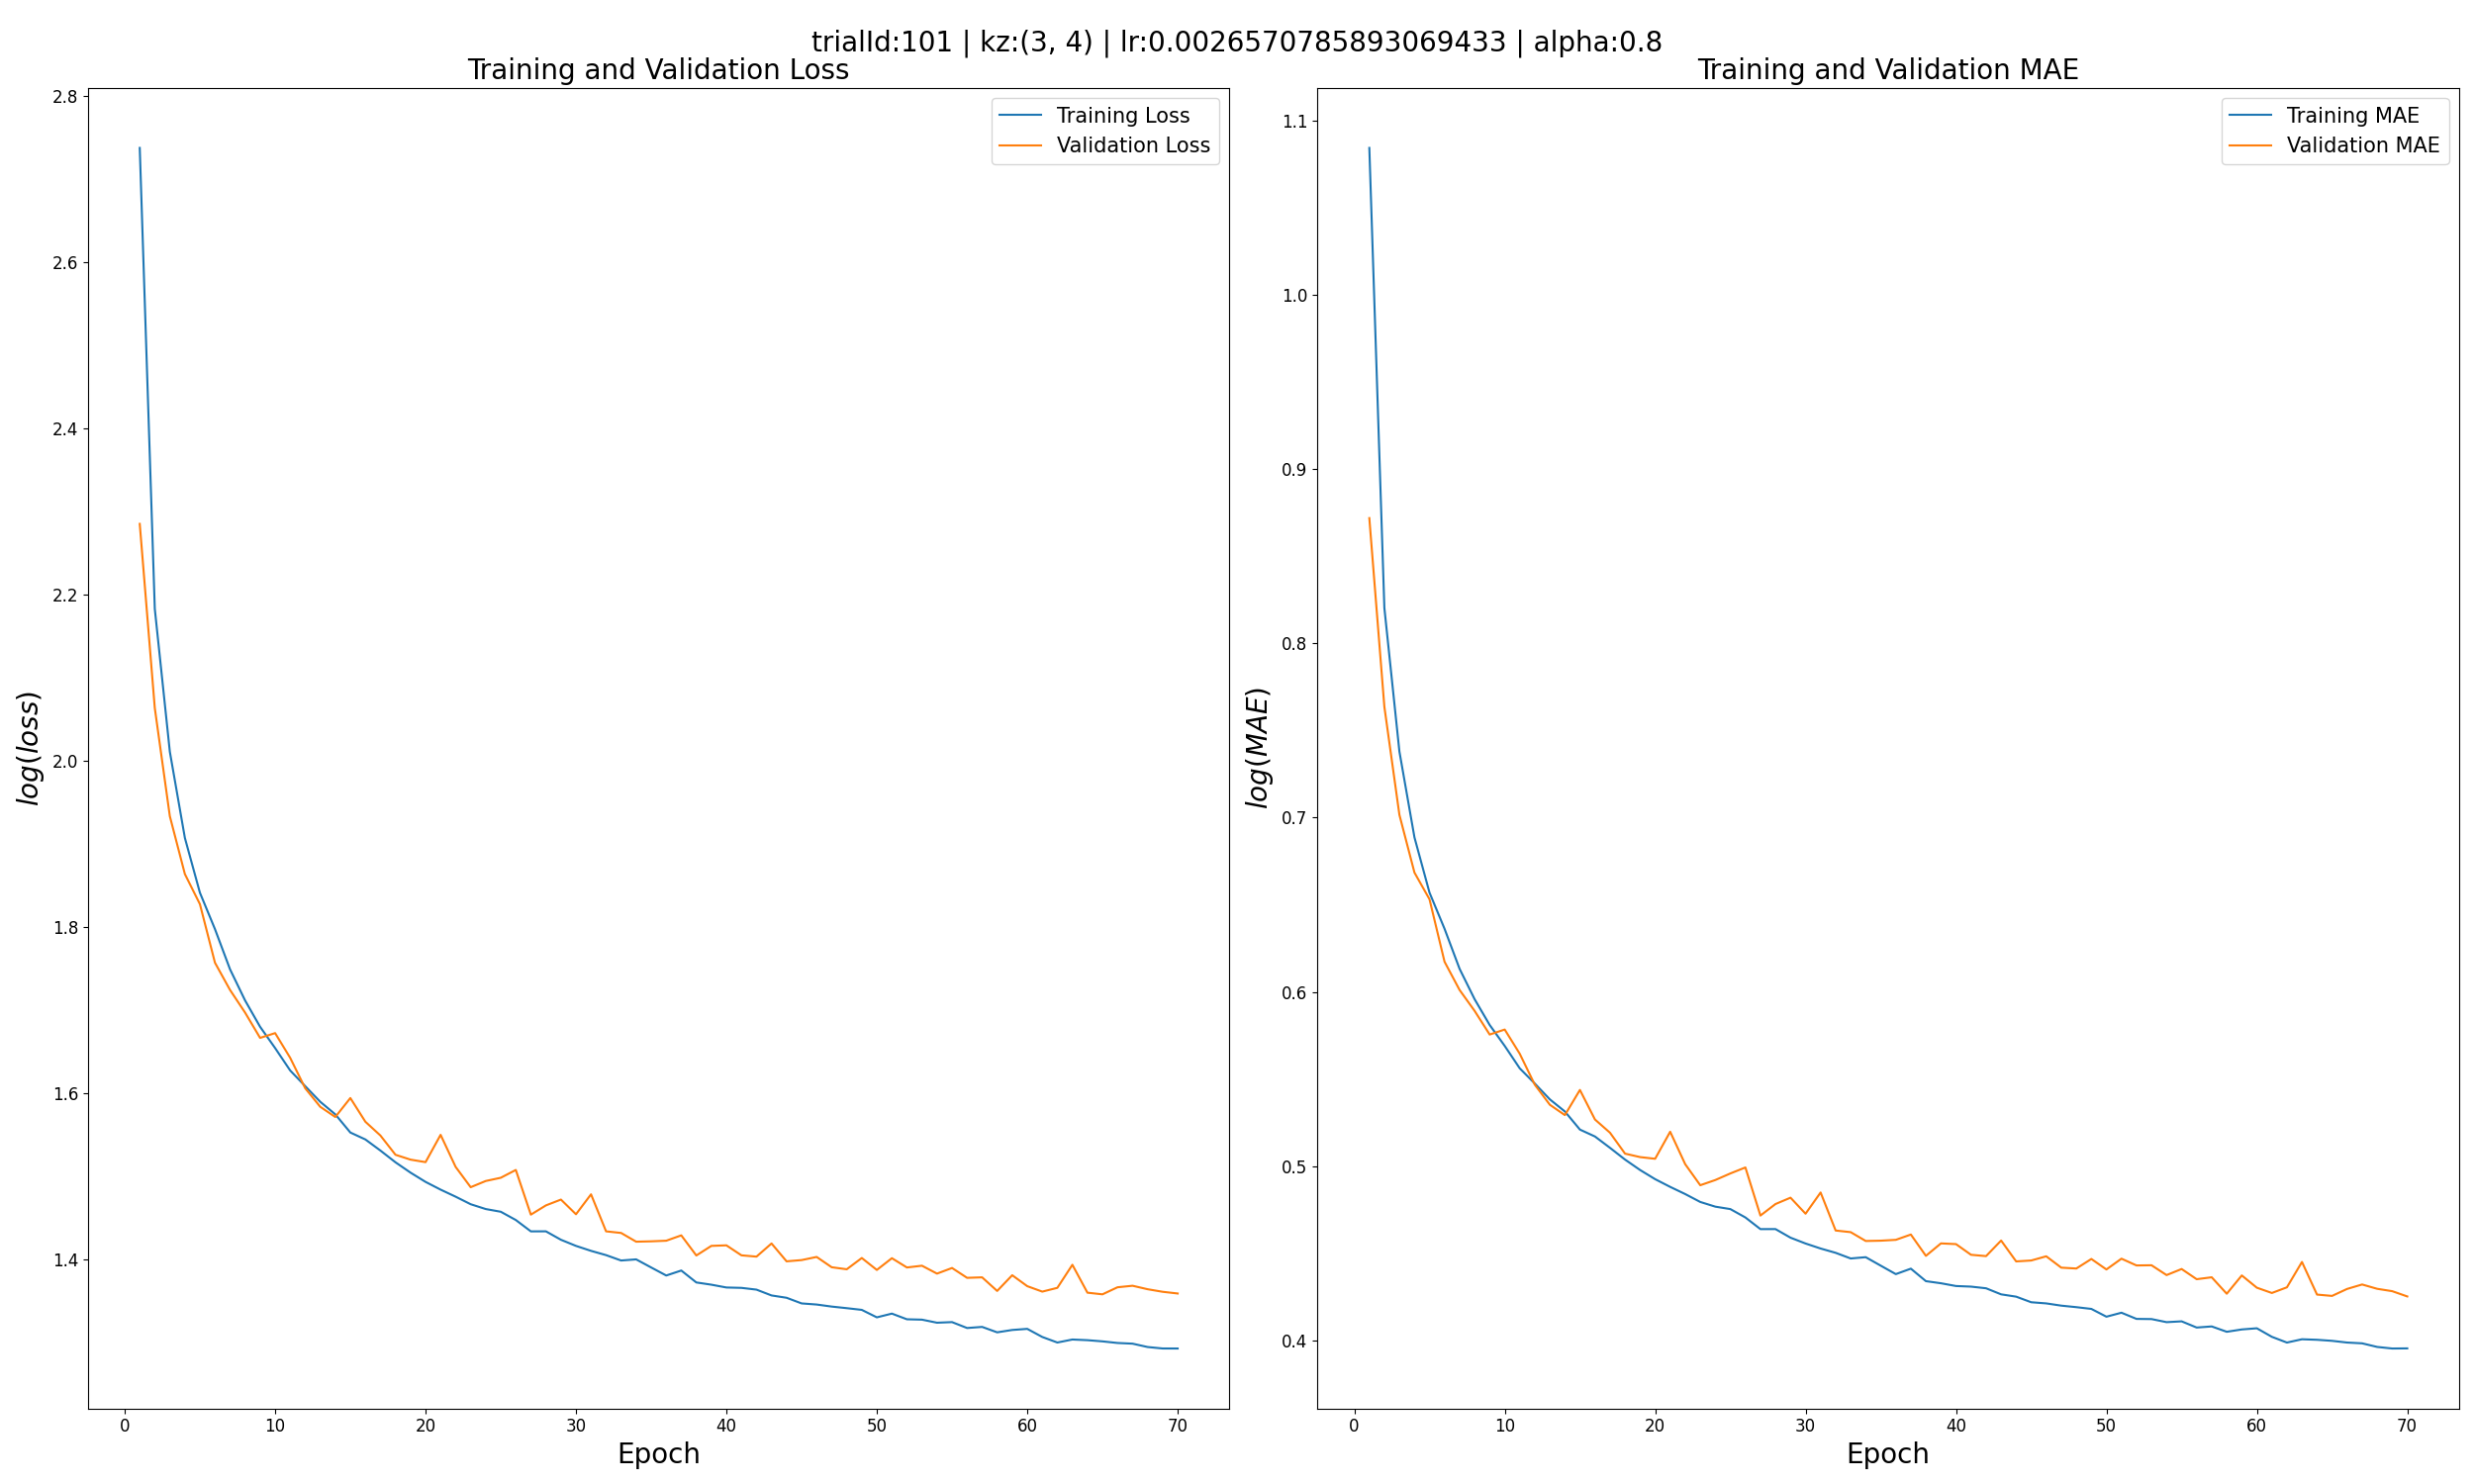 trialId:101 | kz:(3, 4) | lr:0.0026570785893069433 | alpha:0.8
Training and Validation Loss
Training Loss
Validation Loss
2.8
2.6
2.4
2.2
2.0
1.8
1.6
1.4
log(loss)
0 10 20 30 40 50 60 70
Epoch
Training and Validation MAE
Training MAE
Validation MAE
1.1
1.0
0.9
0.8
0.7
0.6
0.5
0.4
log(MAE)
0 10 20 30 40 50 60 70
Epoch